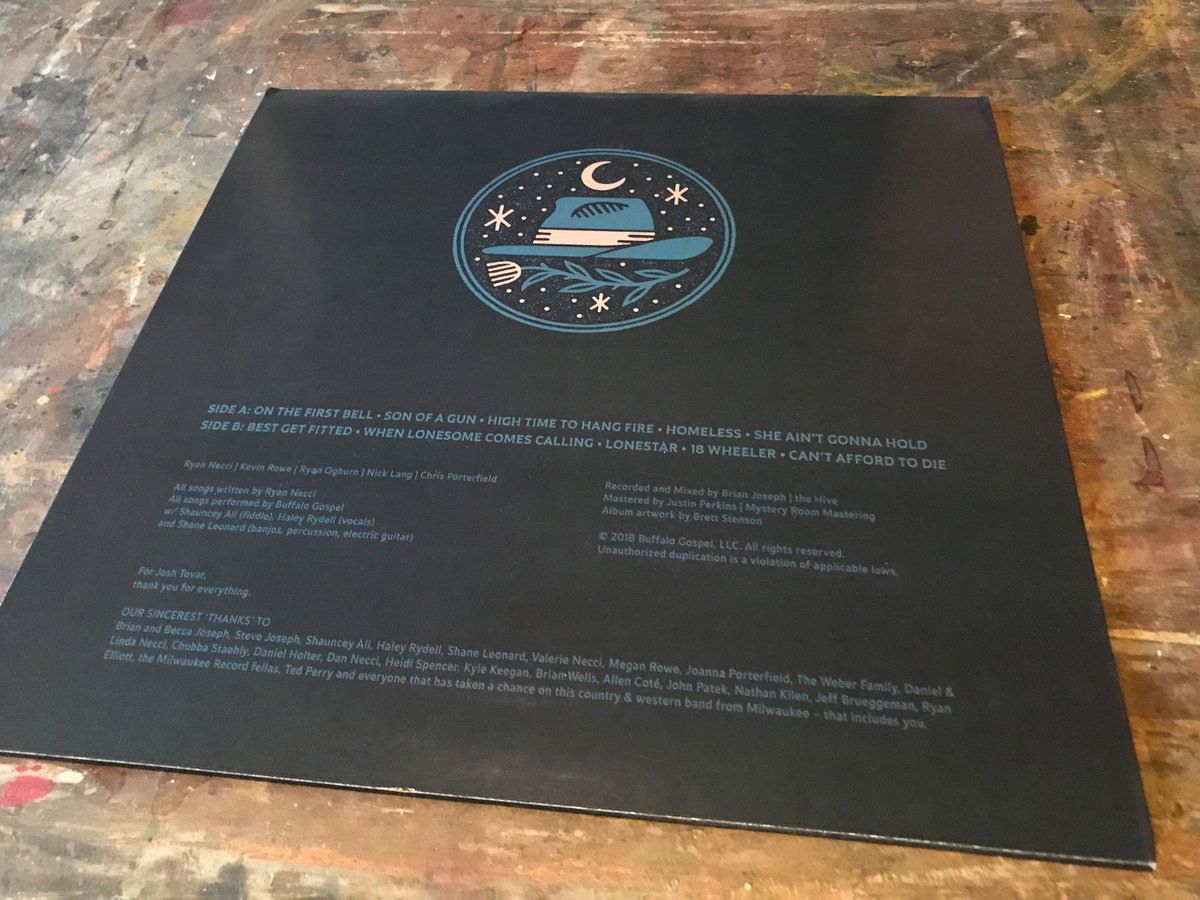 SIDE A: ON THE FIRST BELL • SON OF A GUN • HIGH TIME TO HANG FIRE • HOMELESS • SHE AIN'T GONNA HOLD
SIDE B: BEST GET FITTED • WHEN LONESOME COMES CALLING • LONESTAR • 18 WHEELER • CAN'T AFFORD TO DIE
Ryan Necci | Kevin Rowe | Ryan Ogburn | Nick Lang | Chris Porterfield
All songs written by Ryan Necci
All songs performed by Buffalo Gospel
w/ Shauncey Ali (fiddle), Haley Rydell (vocals)
and Shane Leonard (banjos, percussion, electric guitar)
Recorded and Mixed by Brian Joseph | the Hive
Mastered by Justin Perkins | Mystery Room Mastering
Album artwork by Brett Stenson
© 2018 Buffalo Gospel, LLC. All rights reserved.
Unauthorized duplication is a violation of applicable laws.
For Josh Tovar,
thank you for everything.
OUR SINCEREST 'THANKS' TO
Brian and Becca Joseph, Steve Joseph, Shauncey Ali, Haley Rydell, Shane Leonard, Valerie Necci, Megan Rowe, Joanna Porterfield, The Weber Family, Daniel &
Linda Necci, Chubba Staehly, Daniel Holter, Dan Necci, Heidi Spencer, Kyle Keegan, Brian Wells, Allen Coté, John Patek, Nathan Kilen, Jeff Brueggeman, Ryan
Elliott, the Milwaukee Record fellas, Ted Perry and everyone that has taken a chance on this country & western band from Milwaukee – that includes you.